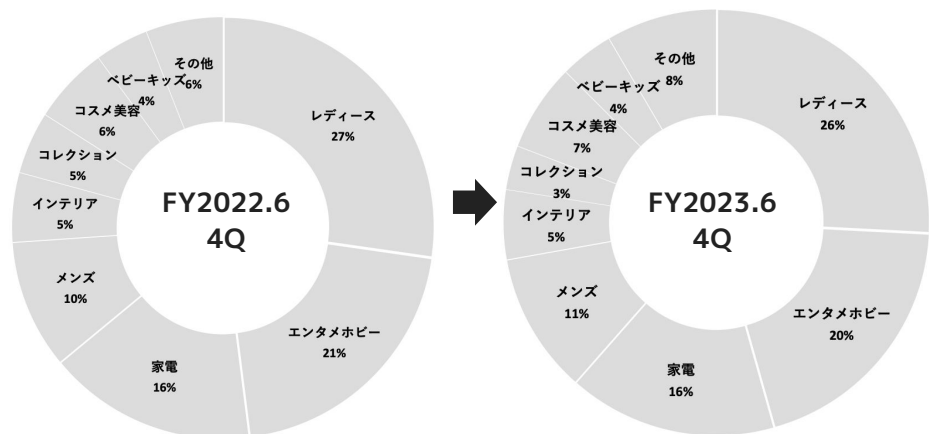 FY2022.6
4Q
レディース
27%
エンタメホビー
21%
家電
16%
メンズ
10%
インテリア
5%
コレクション
5%
コスメ美容
6%
ベビーキッズ
4%
その他
6%
FY2023.6
4Q
レディース
26%
エンタメホビー
20%
家電
16%
メンズ
11%
インテリア
5%
コレクション
3%
コスメ美容
7%
ベビーキッズ
4%
その他
8%